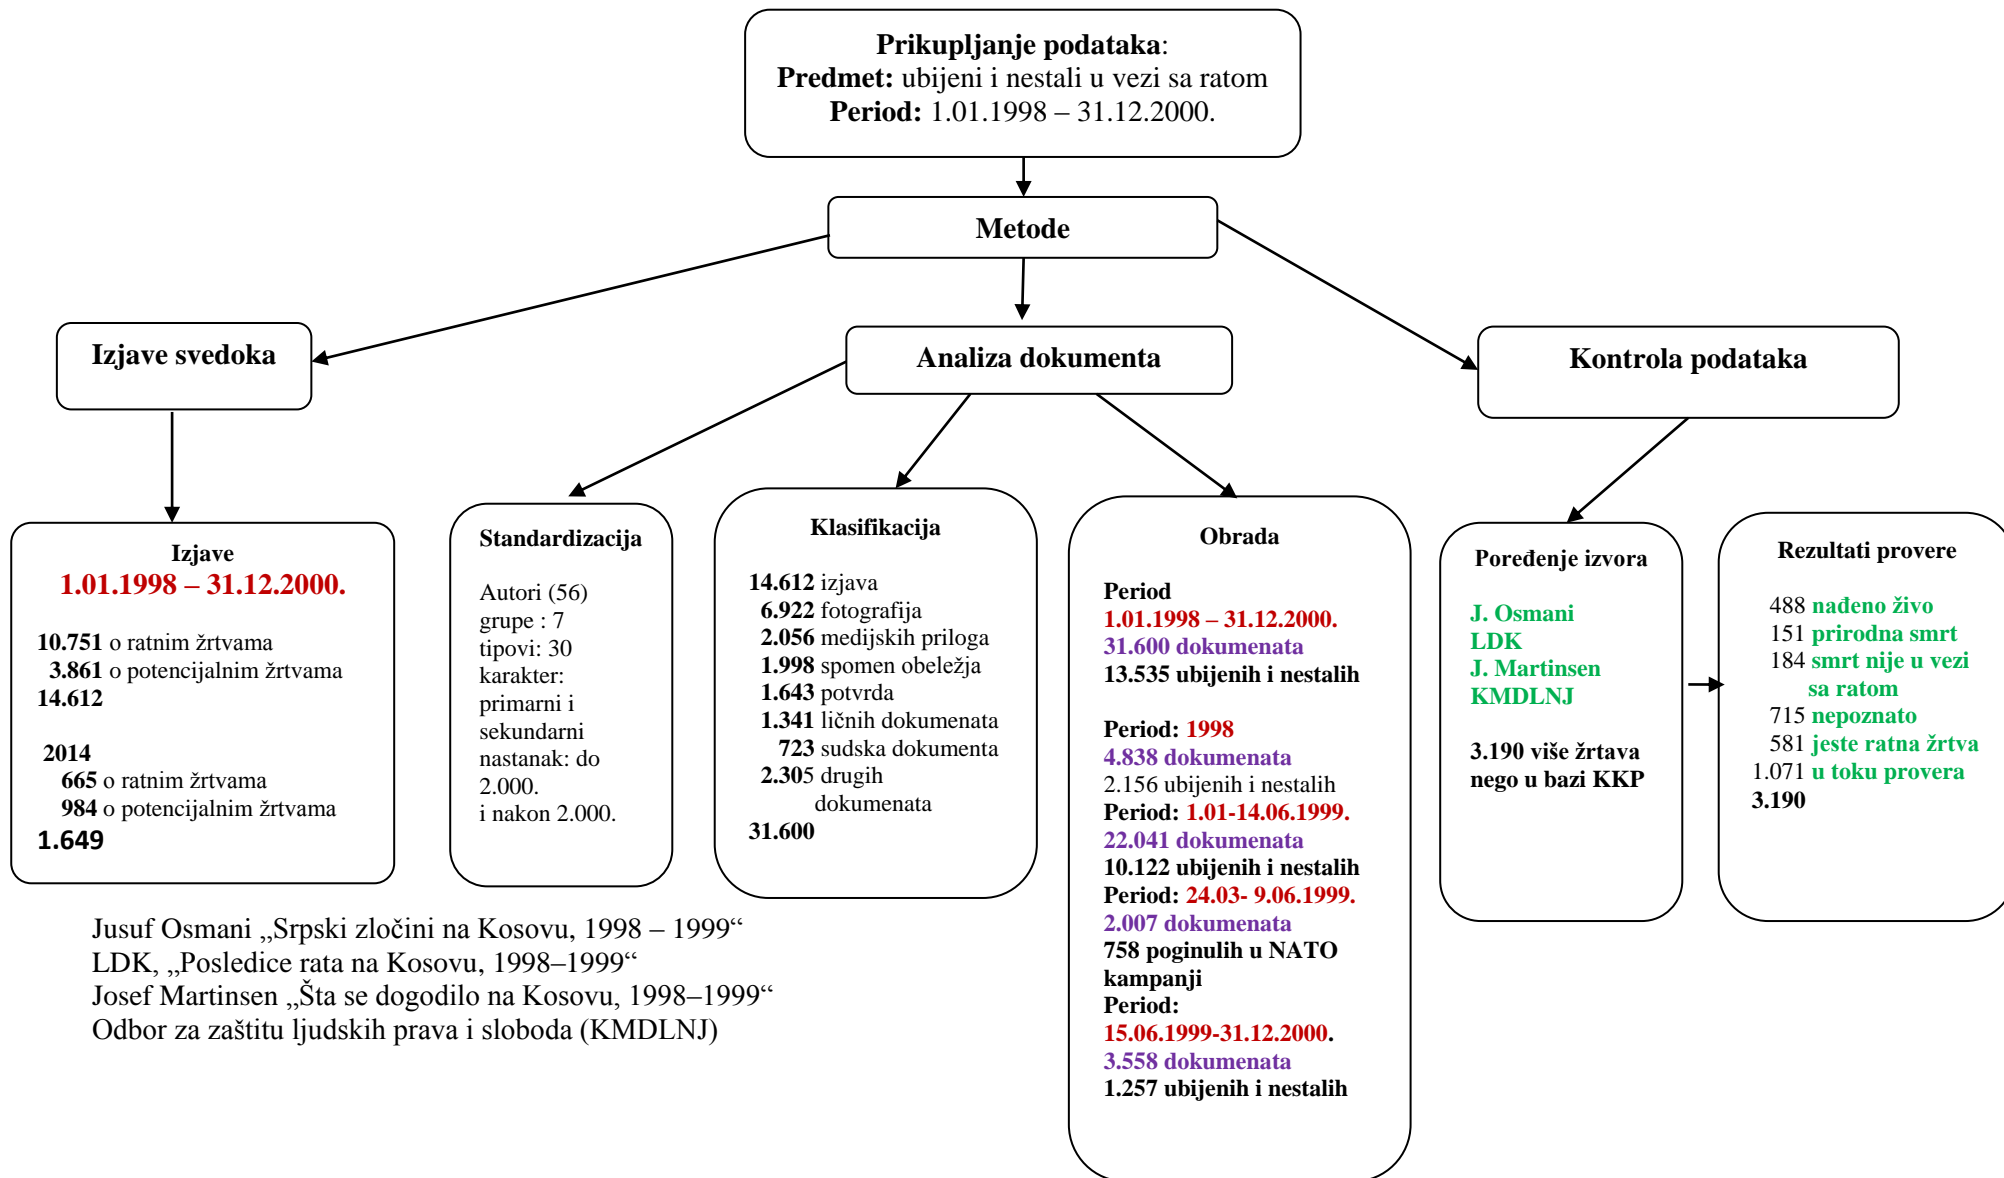 Prikupljanje podataka:
Predmet: ubijeni i nestali u vezi sa ratom
Period: 1.01.1998 – 31.12.2000.
Metode
Izjave svedoka
Analiza dokumenta
Kontrola podataka
Izjave
1.01.1998 – 31.12.2000.
10.751 o ratnim žrtvama
3.861 o potencijalnim žrtvama
14.612
2014
665 o ratnim žrtvama
984 o potencijalnim žrtvama
1.649
Standardizacija
Autori (56)
grupe : 7
tipovi: 30
karakter:
primarni i
sekundarni
nastanak: do
2.000.
i nakon 2.000.
Klasifikacija
14.612 izjava
6.922 fotografija
2.056 medijskih priloga
1.998 spomen obeležja
1.643 potvrda
1.341 ličnih dokumenata
723 sudska dokumenta
2.305 drugih
dokumenata
31.600
Obrada
Period
1.01.1998 – 31.12.2000.
31.600 dokumenata
13.535 ubijenih i nestalih
Period: 1998
4.838 dokumenata
2.156 ubijenih i nestalih
Period: 1.01-14.06.1999.
22.041 dokumenata
10.122 ubijenih i nestalih
Period: 24.03- 9.06.1999.
2.007 dokumenata
758 poginulih u NATO
kampanji
Period:
15.06.1999-31.12.2000.
3.558 dokumenata
1.257 ubijenih i nestalih
Poređenje izvora
J. Osmani
LDK
J. Martinsen
KMDLNJ
3.190 više žrtava
nego u bazi KKP
Rezultati provere
488 nađeno živo
151 prirodna smrt
184 smrt nije u vezi
sa ratom
715 nepoznato
581 jeste ratna žrtva
1.071 u toku provera
3.190
Jusuf Osmani „Srpski zločini na Kosovu, 1998 – 1999“
LDK, „Posledice rata na Kosovu, 1998–1999“
Josef Martinsen „Šta se dogodilo na Kosovu, 1998–1999“
Odbor za zaštitu ljudskih prava i sloboda (KMDLNJ)